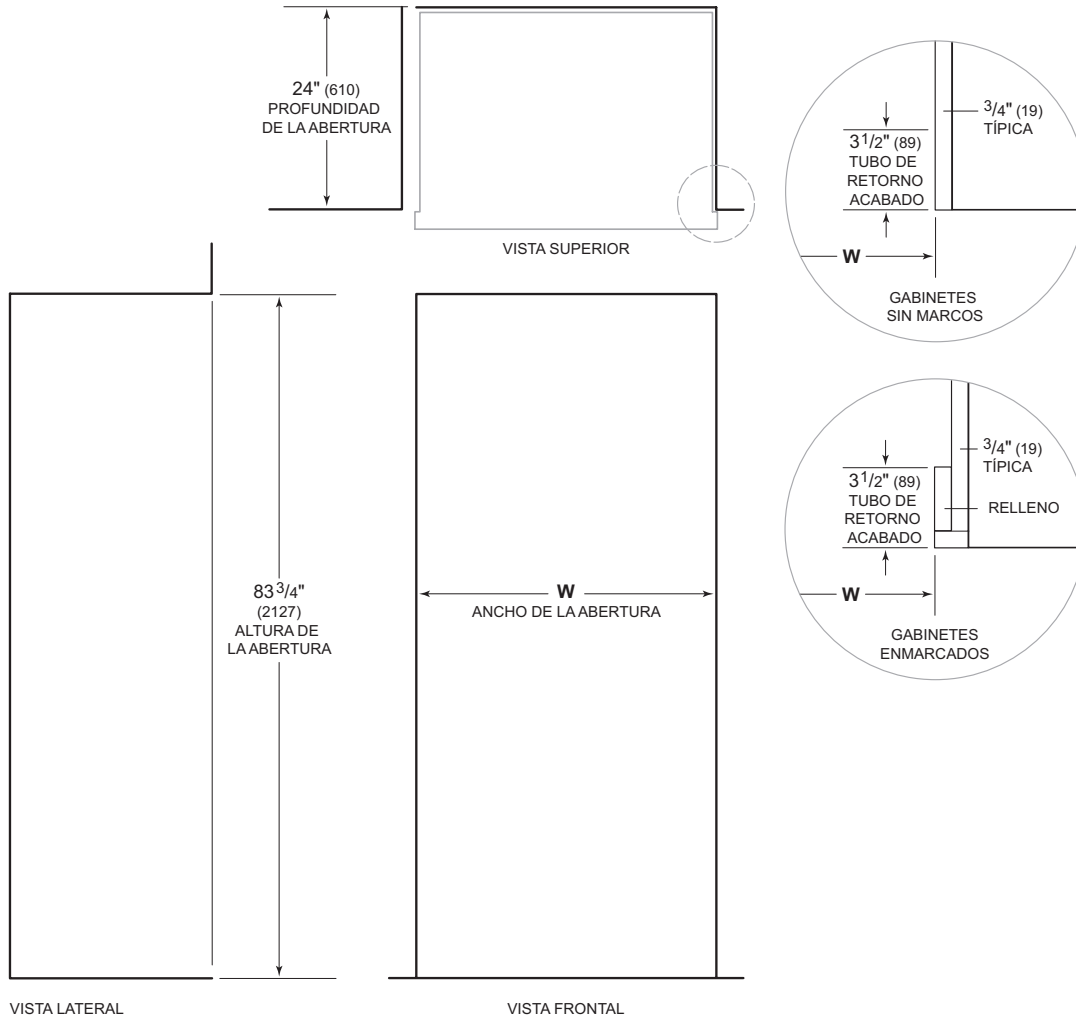 24" (610)
PROFUNDIDAD
DE LA ABERTURA
VISTA SUPERIOR
3/4" (19)
TÍPICA
3 1/2" (89)
TUBO DE
RETORNO
ACABADO
W
GABINETES
SIN MARCOS
3/4" (19)
TÍPICA
3 1/2" (89)
TUBO DE
RETORNO
ACABADO
RELLENO
W
GABINETES
ENMARCADOS
83 3/4"
(2127)
ALTURA DE
LA ABERTURA
W
ANCHO DE LA ABERTURA
VISTA LATERAL
VISTA FRONTAL